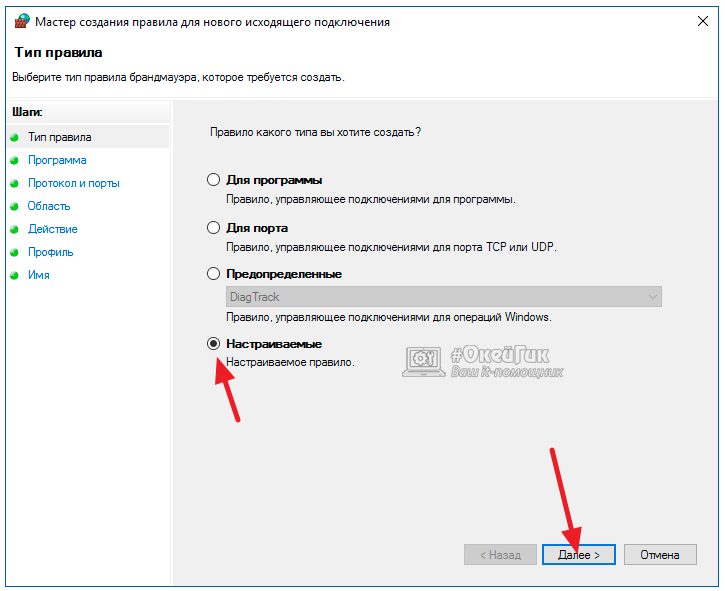 Мастер создания правила для нового исходящего подключения
Тип правила
Выберите тип правила брандмауэра, которое требуется создать.
Шаги:
Тип правила
Программа
Протокол и порты
Область
Действие
Профиль
Имя
Правило какого типа вы хотите создать?
Для программы
Правило, управляющее подключениями для программы.
Для порта
Правило, управляющее подключениями для порта TCP или UDP.
Предопределенные
DiagTrack
Правило, управляющее подключениями для операций Windows.
Настраиваемые
Настраиваемое правило.
#ОкейГик
Ваш it-помощник
< Назад
Далее >
Отмена